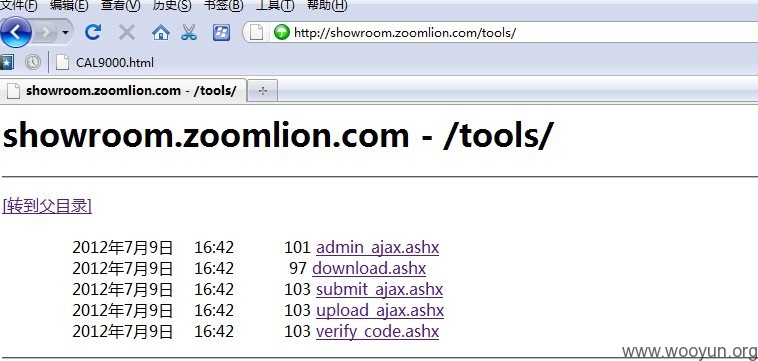 文件(F) 编辑(E) 查看(V) 历史(S) 书签(B) 工具(T) 帮助(H)
http://showroom.zoomlion.com/tools/
CAL9000.html
showroom.zoomlion.com - /tools/
showroom.zoomlion.com - /tools/
[转到父目录]
2012年7月9日 16:42 101 admin_ajax.ashx
2012年7月9日 16:42 97 download.ashx
2012年7月9日 16:42 103 submit_ajax.ashx
2012年7月9日 16:42 103 upload_ajax.ashx
2012年7月9日 16:42 103 verify_code.ashx
www.wooyun.org